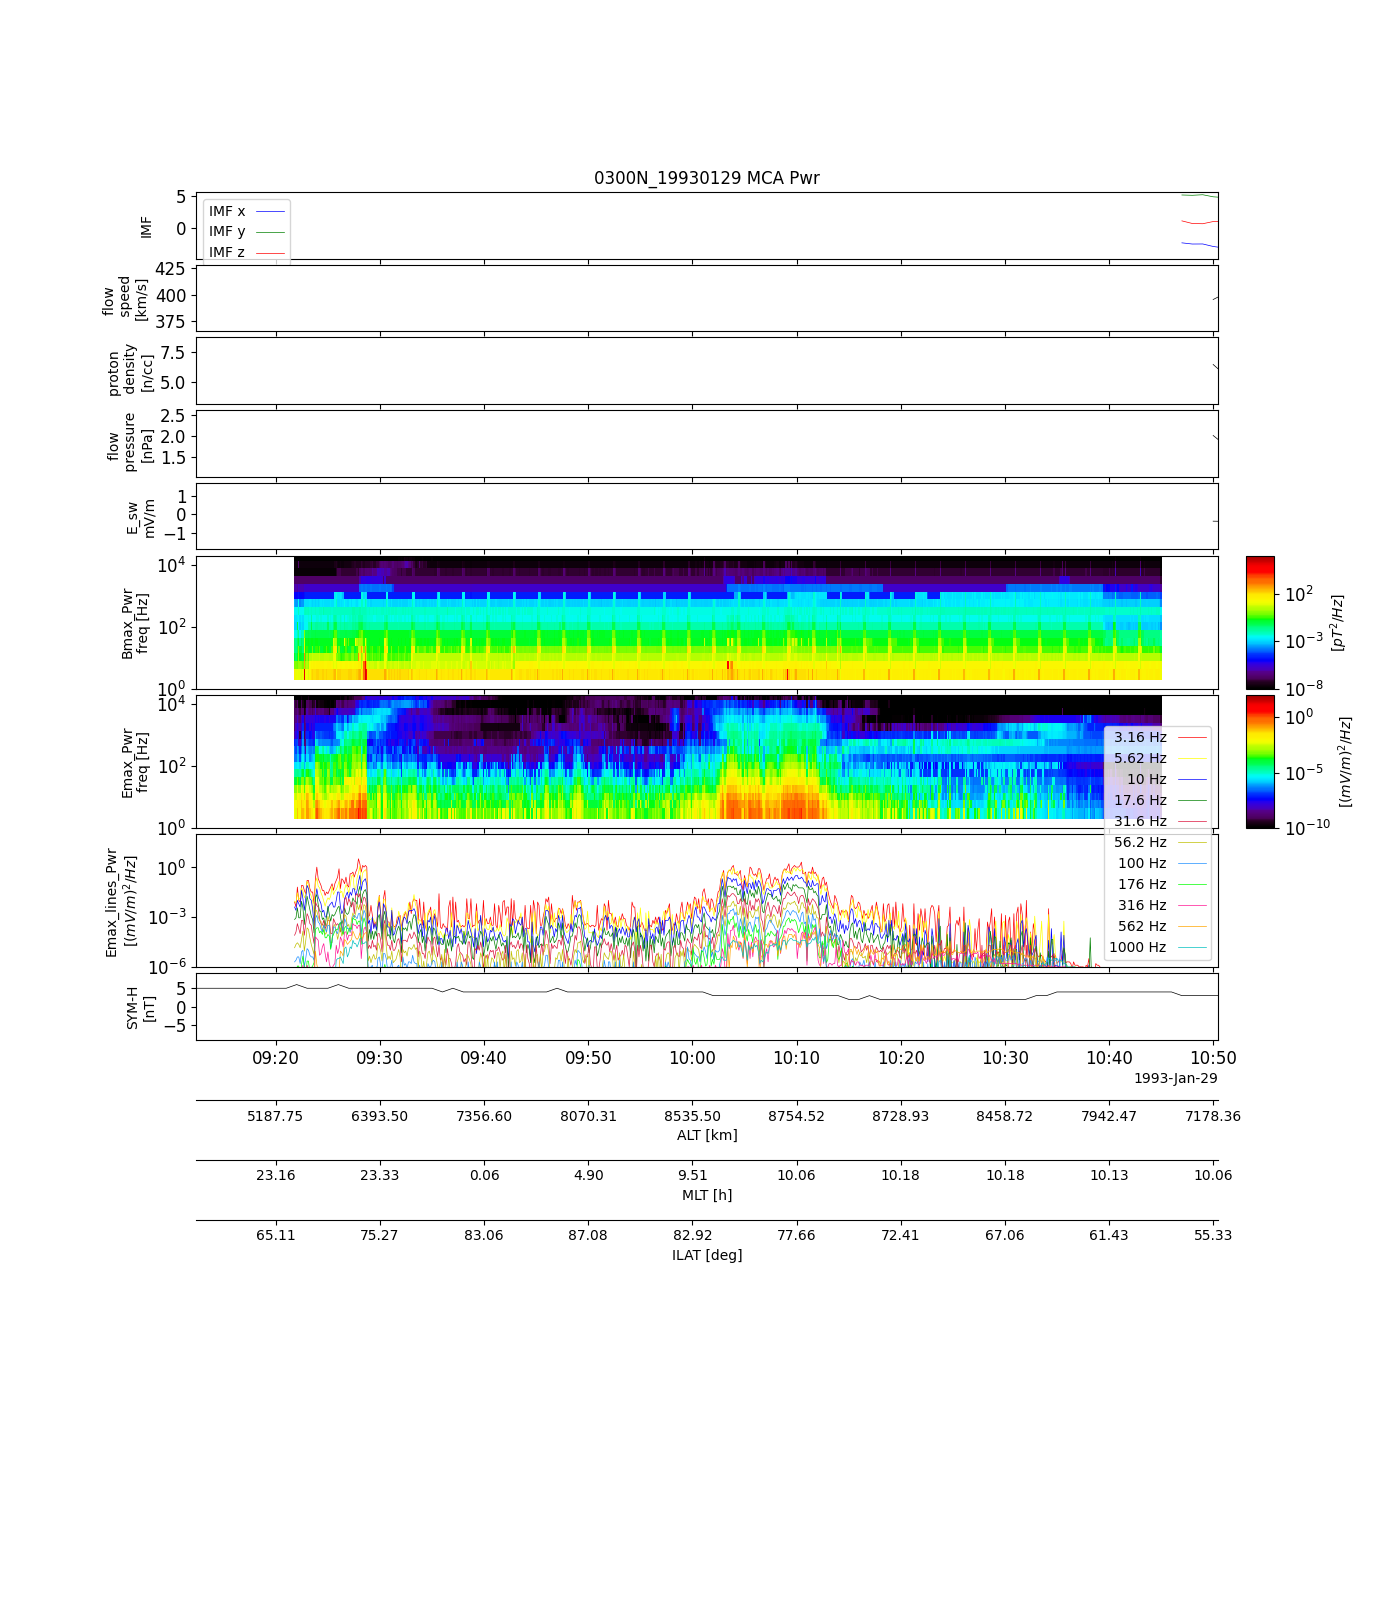 0300N_19930129 MCA Pwr
5
0
IMF
IMF x
IMF y
IMF z
425
400
375
flow
speed
[km/s]
7.5
5.0
proton
density
[n/cc]
2.5
2.0
1.5
flow
pressure
[nPa]
1
0
−1
E_sw
mV/m
10^4
10^2
10^0
Bmax_Pwr
freq [Hz]
10^2
10^−3
10^−8
[pT^2/Hz]
10^4
10^2
10^0
Emax_Pwr
freq [Hz]
10^0
10^−5
10^−10
[(mV/m)^2/Hz]
3.16 Hz
5.62 Hz
10 Hz
17.6 Hz
31.6 Hz
56.2 Hz
100 Hz
176 Hz
316 Hz
562 Hz
1000 Hz
10^0
10^−3
10^−6
Emax_lines_Pwr
[(mV/m)^2/Hz]
5
0
−5
SYM-H
[nT]
09:20 09:30 09:40 09:50 10:00 10:10 10:20 10:30 10:40 10:50
1993-Jan-29
5187.75 6393.50 7356.60 8070.31 8535.50 8754.52 8728.93 8458.72 7942.47 7178.36
ALT [km]
23.16 23.33 0.06 4.90 9.51 10.06 10.18 10.18 10.13 10.06
MLT [h]
65.11 75.27 83.06 87.08 82.92 77.66 72.41 67.06 61.43 55.33
ILAT [deg]